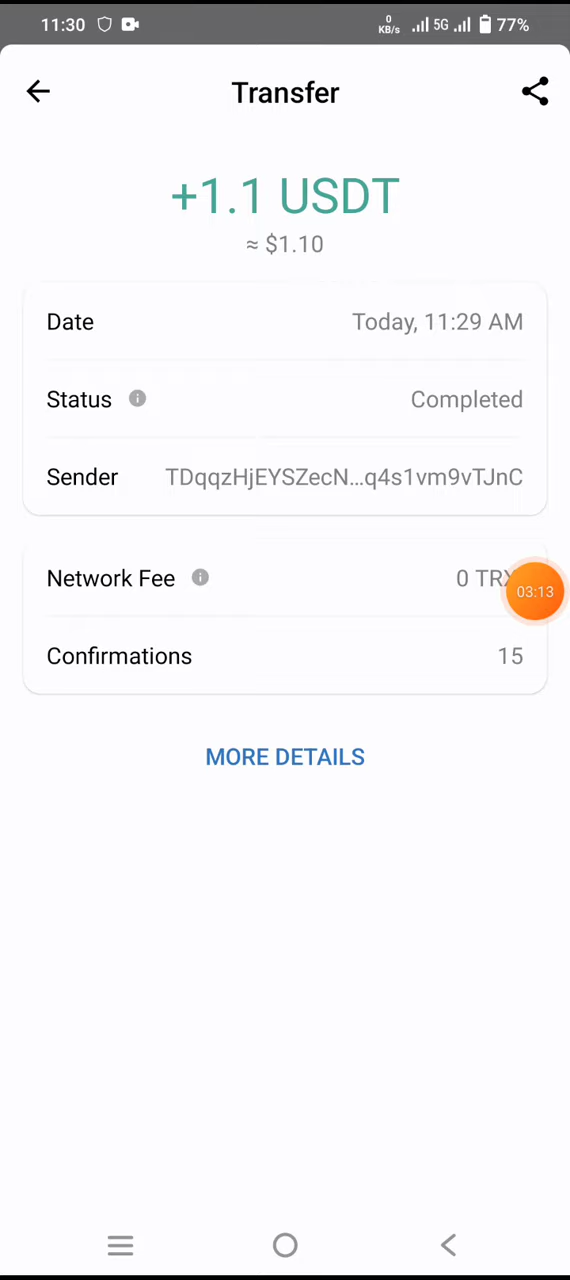 11:30 0 KB/s 5G 77%
Transfer
+1.1 USDT
≈ $1.10
Date Today, 11:29 AM
Status Completed
Sender TDqqzHjEYSZecN...q4s1vm9vTJnC
Network Fee 0 TRX
03:13
Confirmations 15
MORE DETAILS